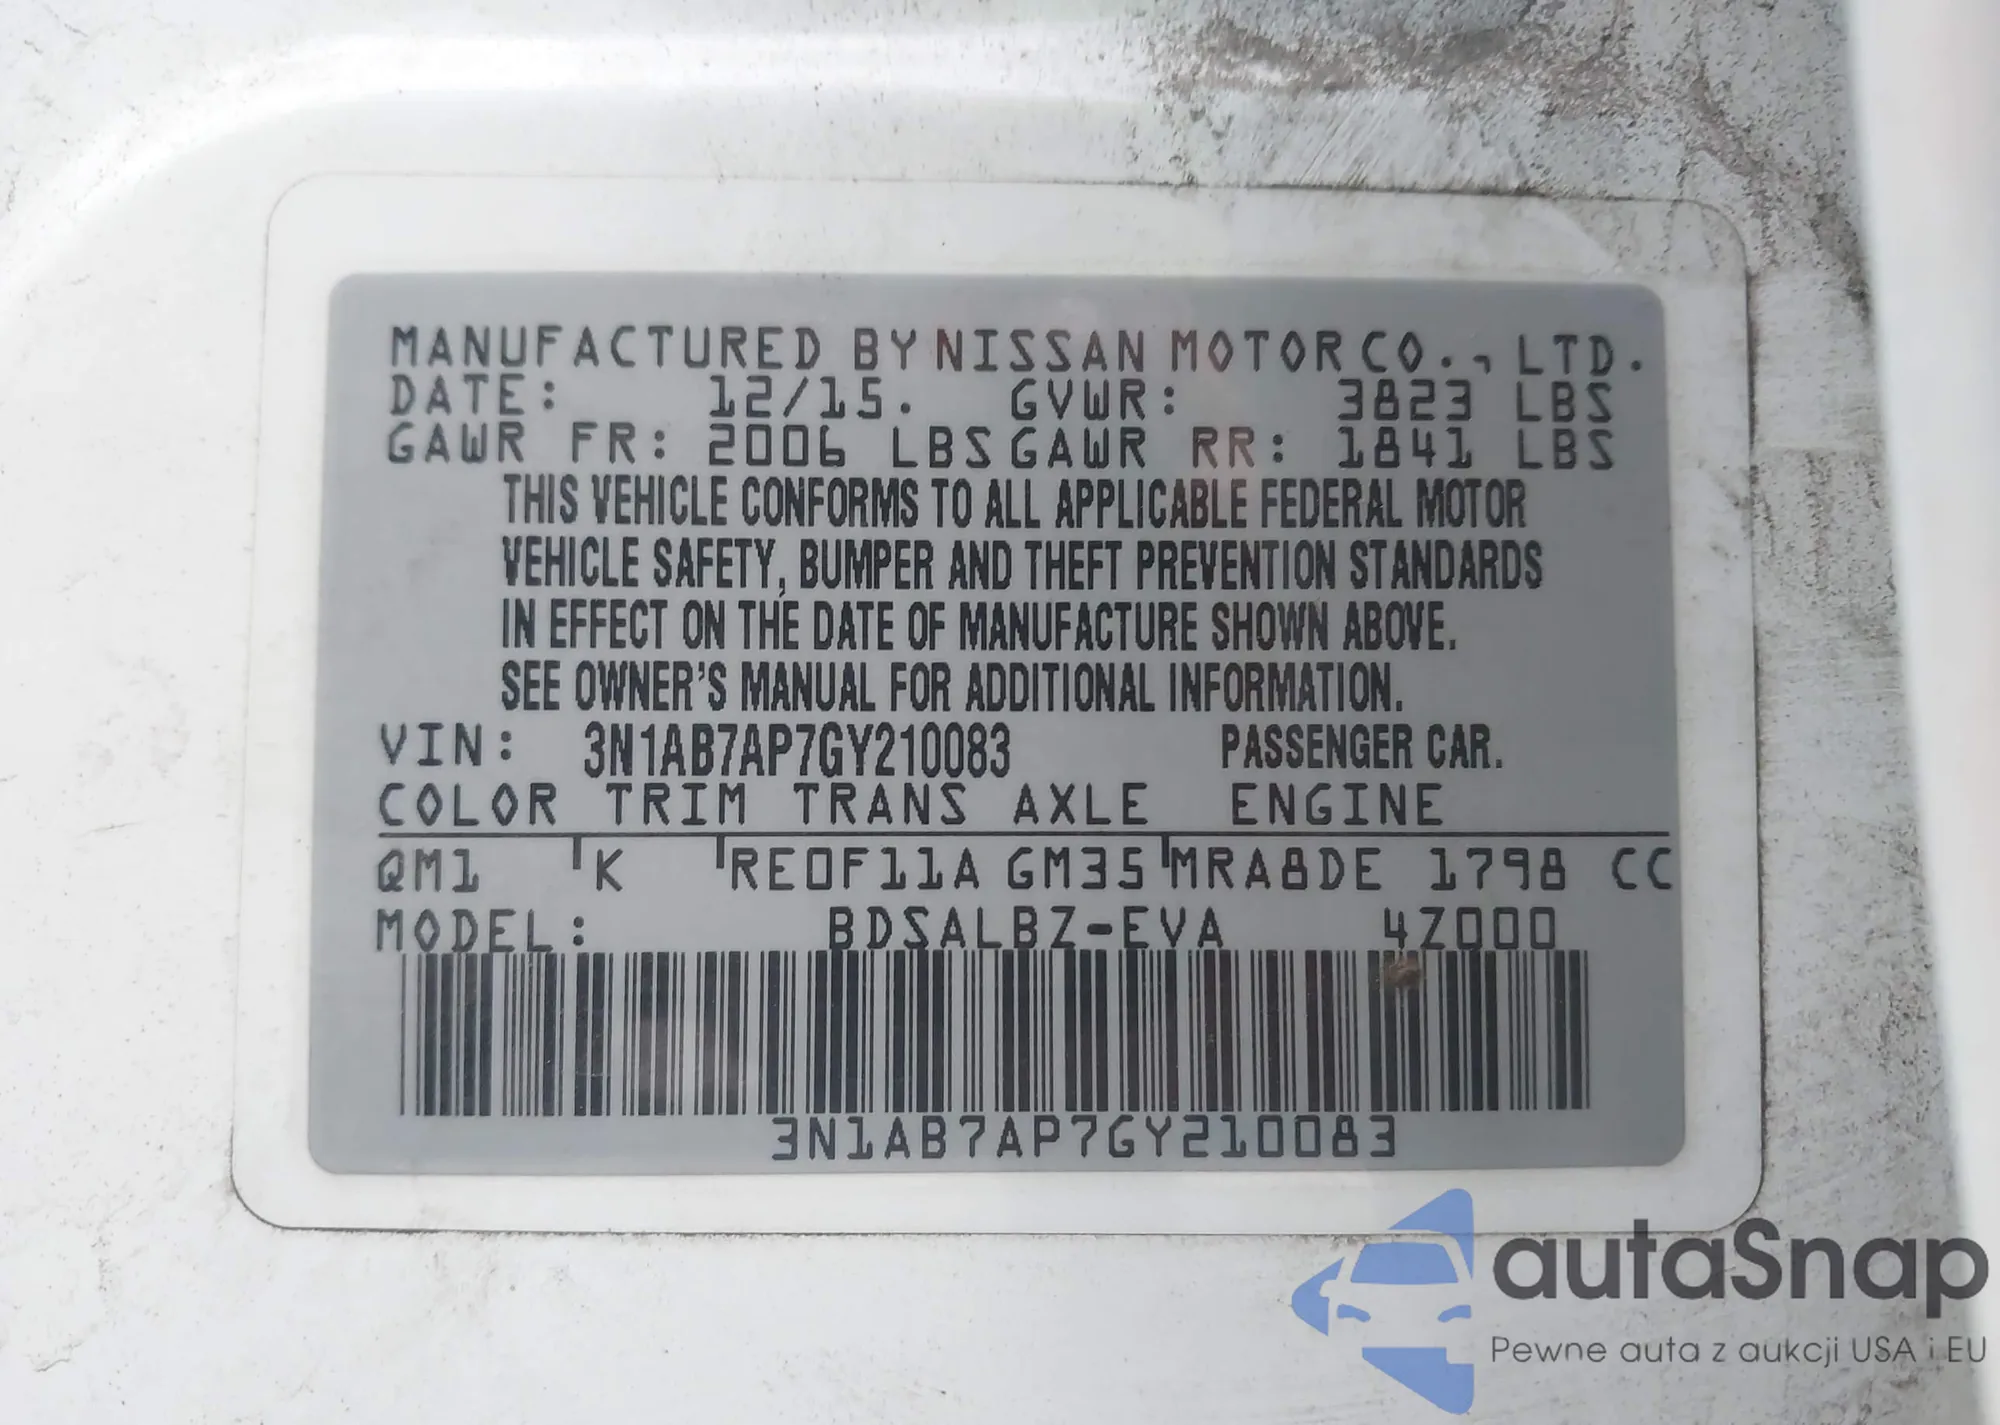 MANUFACTURED BY NISSAN MOTOR CO., LTD.
DATE: 12/15. GVWR: 3823 LBS
GAWR FR: 2006 LBS GAWR RR: 1841 LBS
THIS VEHICLE CONFORMS TO ALL APPLICABLE FEDERAL MOTOR
VEHICLE SAFETY, BUMPER AND THEFT PREVENTION STANDARDS
IN EFFECT ON THE DATE OF MANUFACTURE SHOWN ABOVE.
SEE OWNER'S MANUAL FOR ADDITIONAL INFORMATION.
VIN: 3N1AB7AP7GY210083 PASSENGER CAR.
COLOR TRIM TRANS AXLE ENGINE
QM1 K RE0F11A GM35 MRA8DE 1798 CC
MODEL: BDSALBZ-EVA 4Z000
3N1AB7AP7GY210083
autaSnap
Pewne auta z aukcji USA i EU